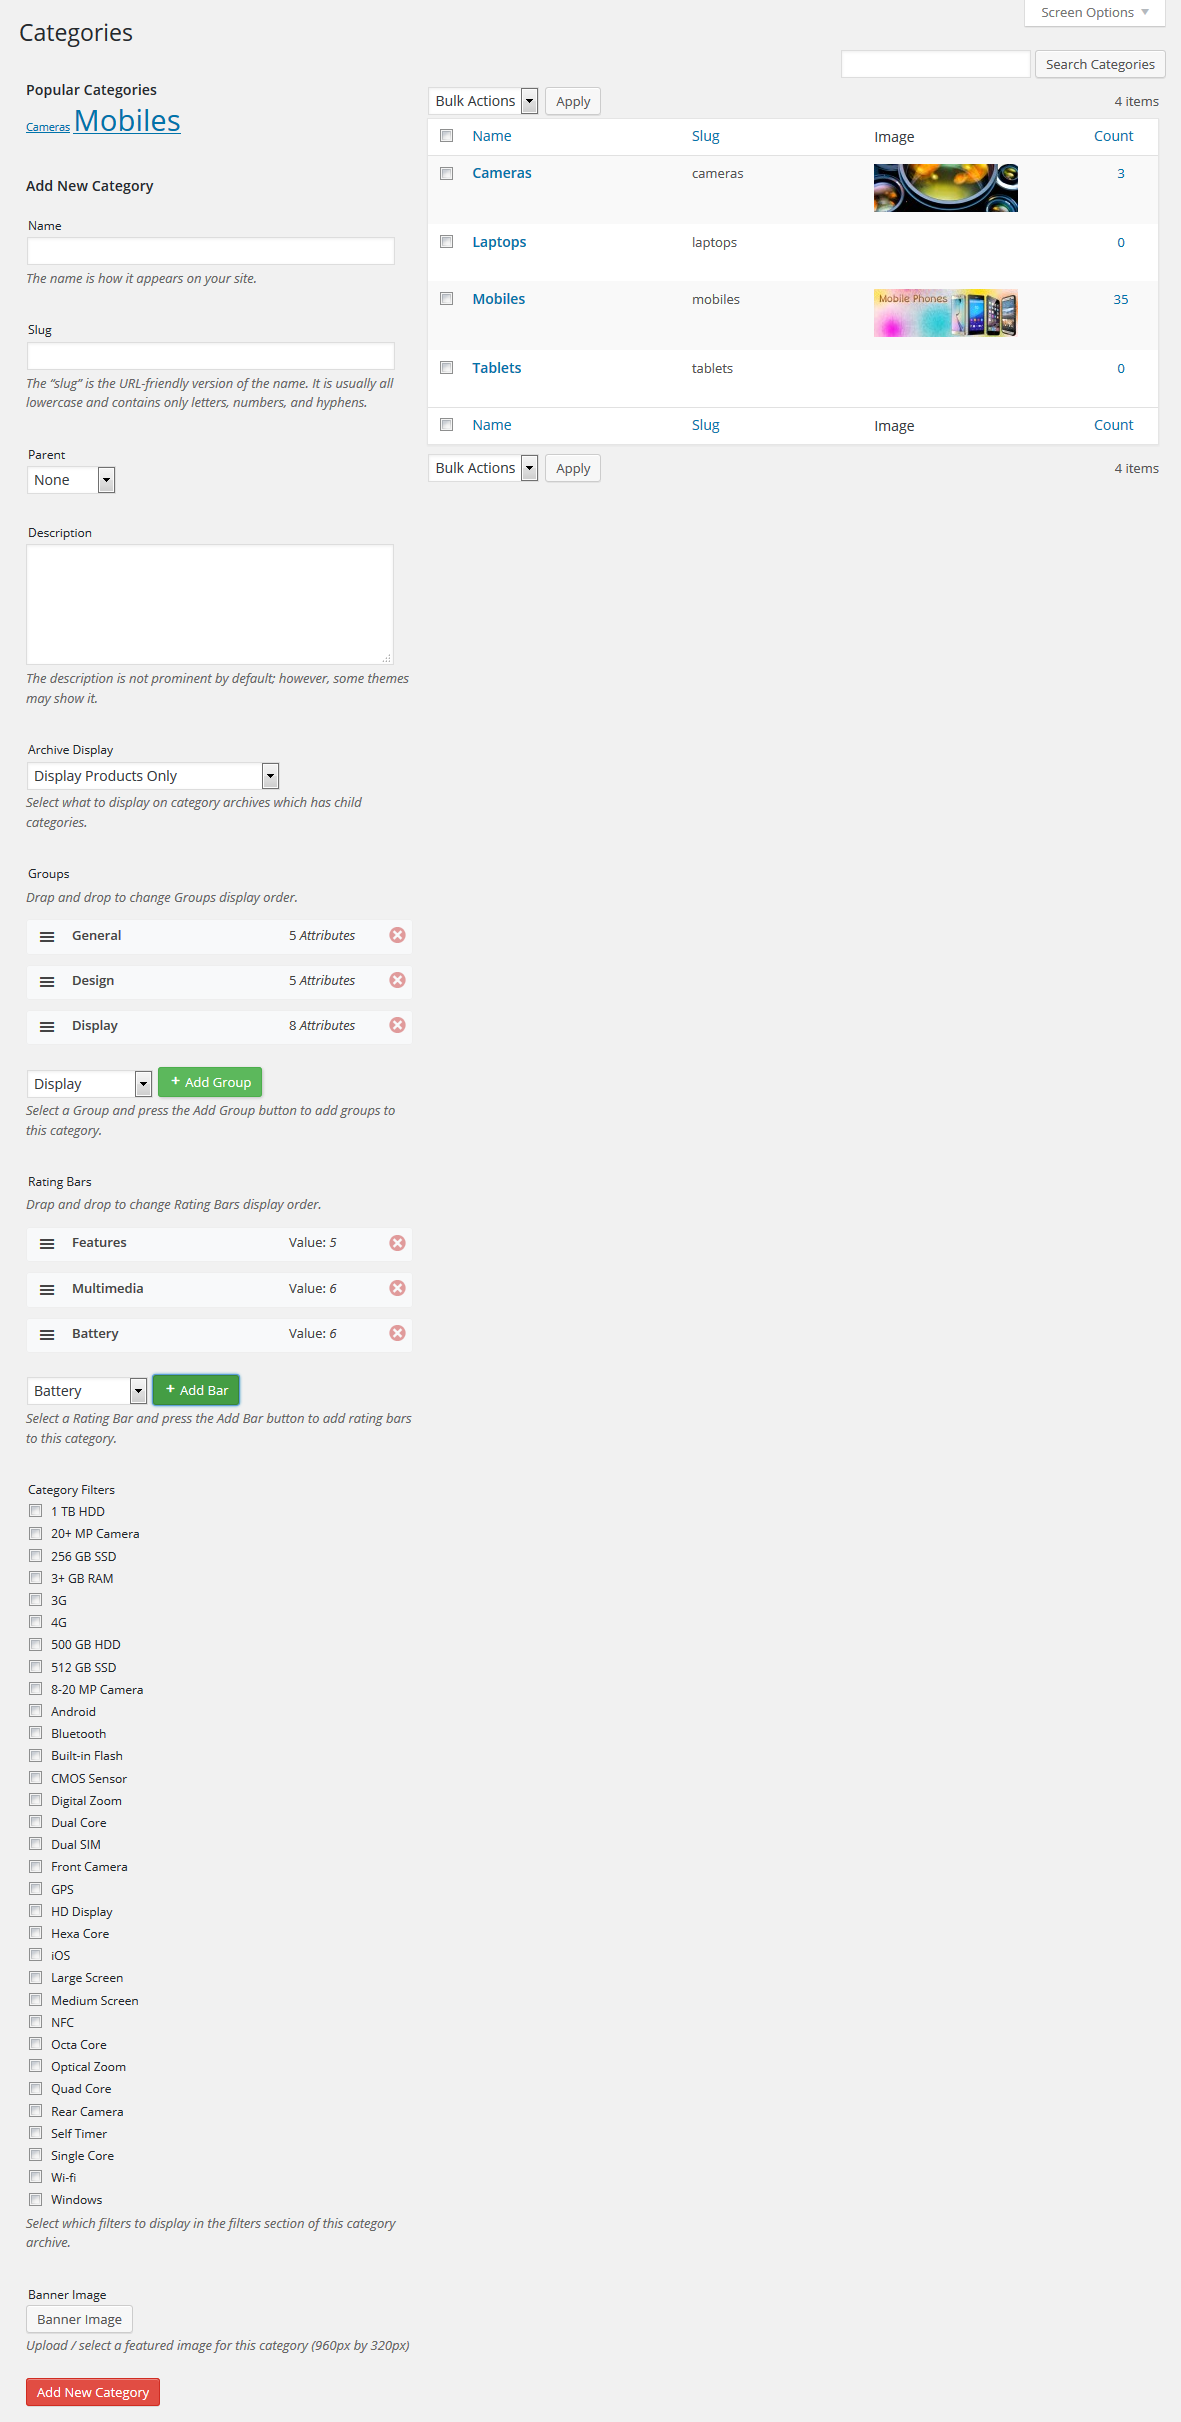 Screen Options
Categories
Search Categories
Popular Categories
Cameras Mobiles
Add New Category
Name
The name is how it appears on your site.
Slug
The “slug” is the URL-friendly version of the name. It is usually all
lowercase and contains only letters, numbers, and hyphens.
Parent
None
Description
The description is not prominent by default; however, some themes
may show it.
Archive Display
Display Products Only
Select what to display on category archives which has child
categories.
Groups
Drap and drop to change Groups display order.
General 5 Attributes
Design 5 Attributes
Display 8 Attributes
Display + Add Group
Select a Group and press the Add Group button to add groups to
this category.
Rating Bars
Drap and drop to change Rating Bars display order.
Features Value: 5
Multimedia Value: 6
Battery Value: 6
Battery + Add Bar
Select a Rating Bar and press the Add Bar button to add rating bars
to this category.
Category Filters
1 TB HDD
20+ MP Camera
256 GB SSD
3+ GB RAM
3G
4G
500 GB HDD
512 GB SSD
8-20 MP Camera
Android
Bluetooth
Built-in Flash
CMOS Sensor
Digital Zoom
Dual Core
Dual SIM
Front Camera
GPS
HD Display
Hexa Core
iOS
Large Screen
Medium Screen
NFC
Octa Core
Optical Zoom
Quad Core
Rear Camera
Self Timer
Single Core
Wi-fi
Windows
Select which filters to display in the filters section of this category
archive.
Banner Image
Banner Image
Upload / select a featured image for this category (960px by 320px)
Add New Category
Bulk Actions Apply 4 items
Name Slug Image Count
Cameras cameras 3
Laptops laptops 0
Mobiles mobiles Mobile Phones 35
Tablets tablets 0
Name Slug Image Count
Bulk Actions Apply 4 items